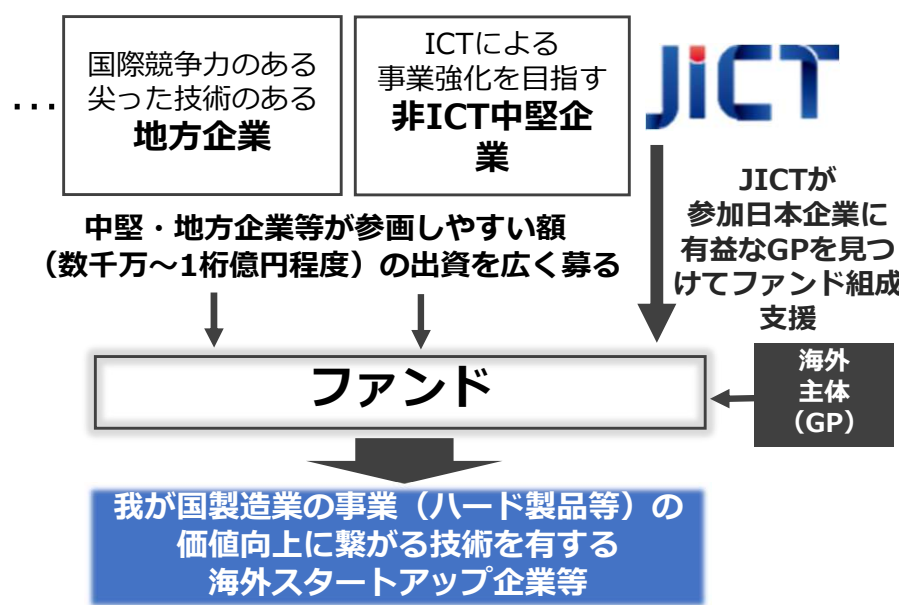 …
国際競争力のある
尖った技術のある
地方企業
ICTによる
事業強化を目指す
非ICT中堅企
業
JICT
JICTが
参加日本企業に
有益なGPを見つ
けてファンド組成
支援
中堅・地方企業等が参画しやすい額
（数千万～1桁億円程度）の出資を広く募る
ファンド
海外
主体
（GP）
我が国製造業の事業（ハード製品等）の
価値向上に繋がる技術を有する
海外スタートアップ企業等